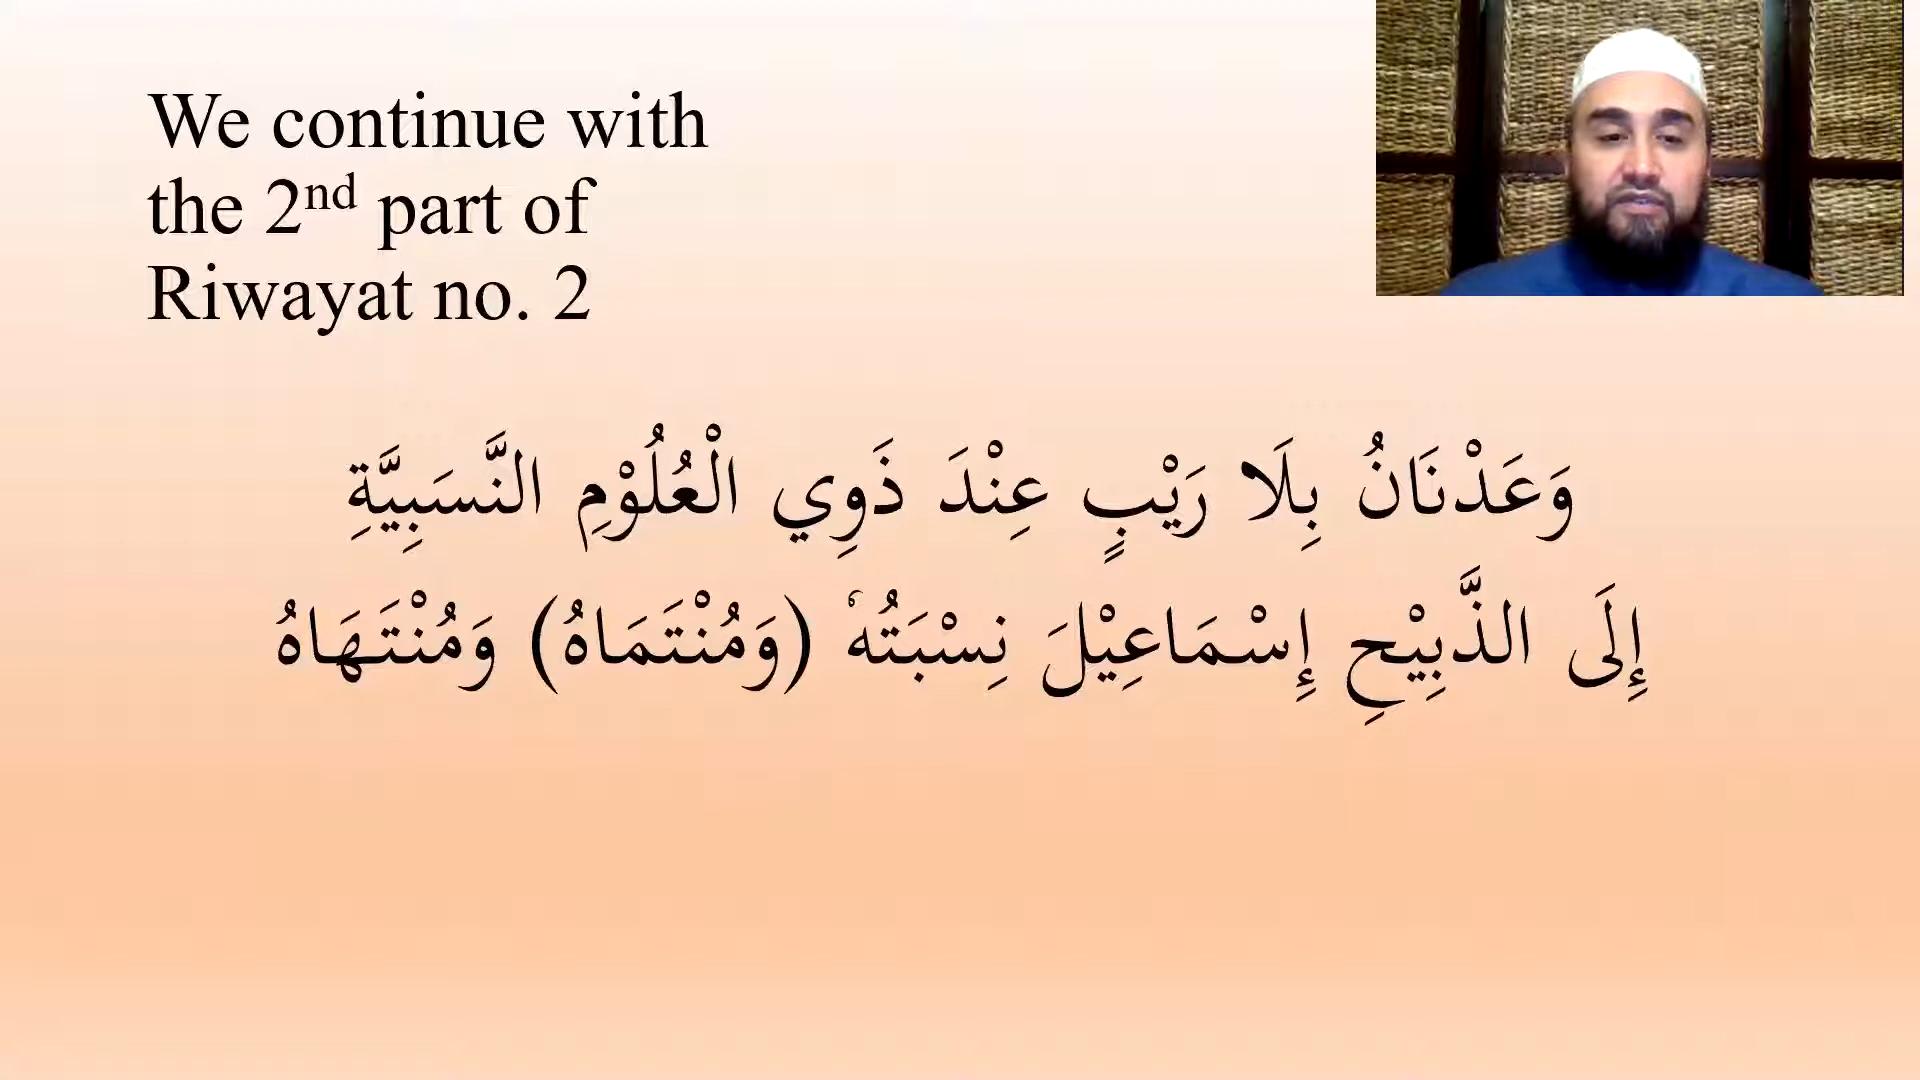 We continue with
the 2nd part of
Riwayat no. 2
وَعَدْنَانُ بِلَا رَيْبٍ عِنْدَ ذَوِي الْعُلُوْمِ النَّسَبِيَّةِ
إِلَى الذَّبِيْحِ إِسْمَاعِيْلَ نِسْبَتُهٗ (وَمُنْتَمَاهُ) وَمُنْتَهَاهُ